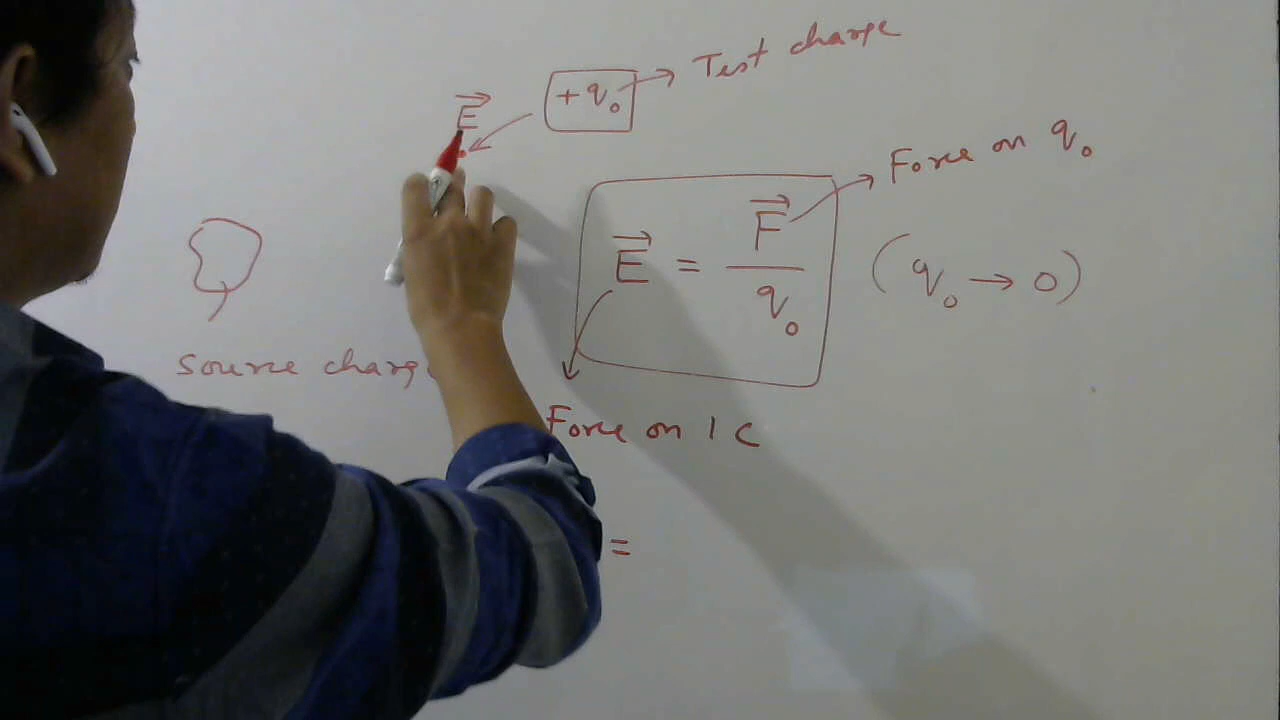 + q₀ → Test charge
E⃗
Force on q₀
E⃗ = F⃗ / q₀ (q₀ → 0)
Q
Source charg
Force on 1 C
=